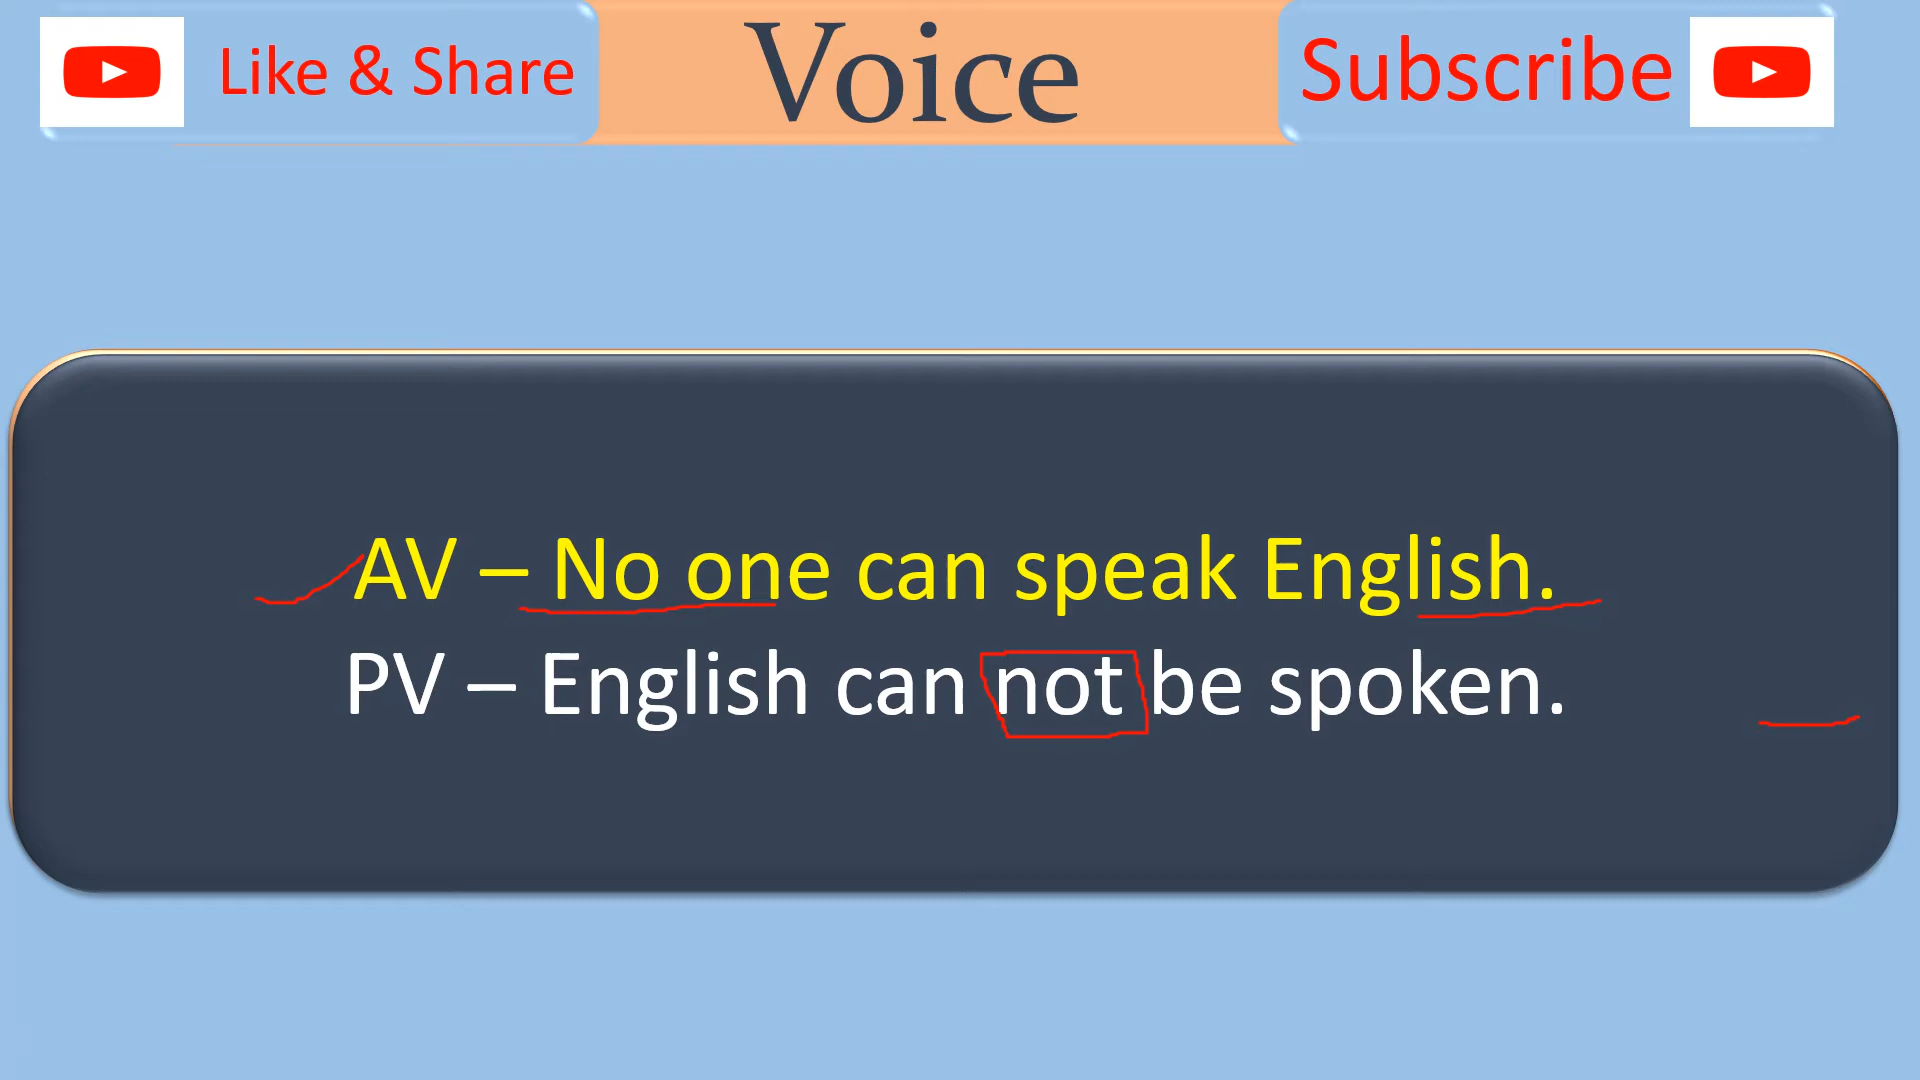 Like & Share
Voice
Subscribe
AV – No one can speak English.
PV – English can not be spoken.